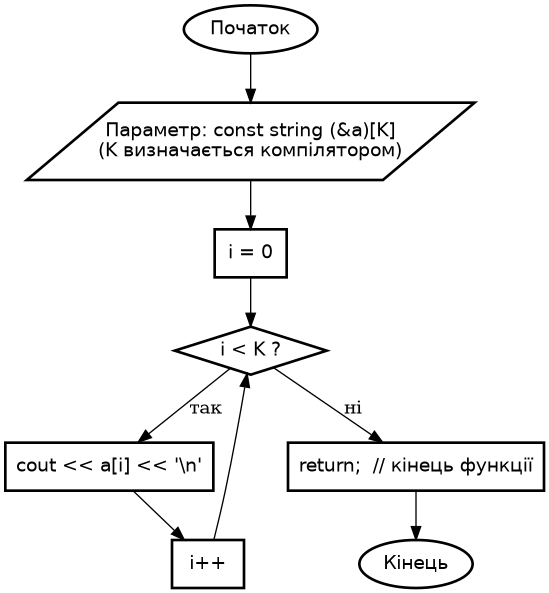 Початок
Параметр: const string (&a)[K]
(K визначається компілятором)
i = 0
i < K ?
так
ні
cout << a[i] << '\n'
return;  // кінець функції
i++
Кінець